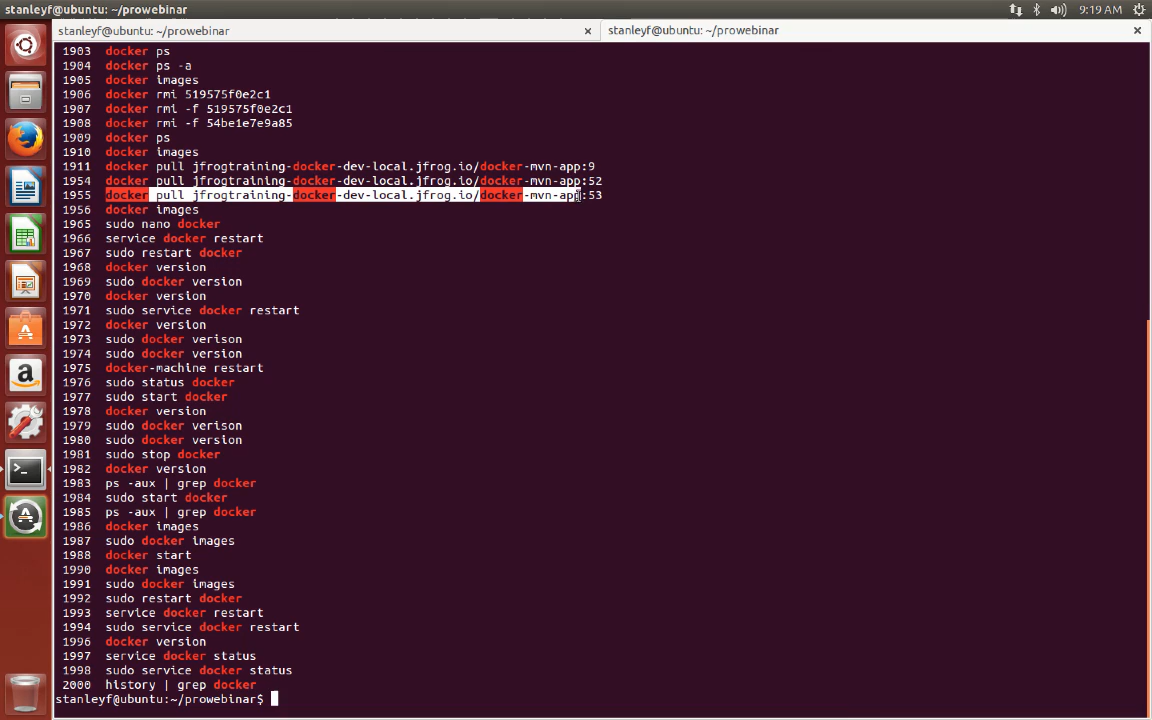 stanleyf@ubuntu: ~/prowebinar
9:19 AM
stanleyf@ubuntu: ~/prowebinar
stanleyf@ubuntu: ~/prowebinar
1903 docker ps
1904 docker ps -a
1905 docker images
1906 docker rmi 519575f0e2c1
1907 docker rmi -f 519575f0e2c1
1908 docker rmi -f 54be1e7e9a85
1909 docker ps
1910 docker images
1911 docker pull jfrogtraining-docker-dev-local.jfrog.io/docker-mvn-app:9
1954 docker pull jfrogtraining-docker-dev-local.jfrog.io/docker-mvn-app:52
1955 docker pull jfrogtraining-docker-dev-local.jfrog.io/docker-mvn-app:53
1956 docker images
1965 sudo nano docker
1966 service docker restart
1967 sudo restart docker
1968 docker version
1969 sudo docker version
1970 docker version
1971 sudo service docker restart
1972 docker version
1973 sudo docker verison
1974 sudo docker version
1975 docker-machine restart
1976 sudo status docker
1977 sudo start docker
1978 docker version
1979 sudo docker verison
1980 sudo docker version
1981 sudo stop docker
1982 docker version
1983 ps -aux | grep docker
1984 sudo start docker
1985 ps -aux | grep docker
1986 docker images
1987 sudo docker images
1988 docker start
1990 docker images
1991 sudo docker images
1992 sudo restart docker
1993 service docker restart
1994 sudo service docker restart
1996 docker version
1997 service docker status
1998 sudo service docker status
2000 history | grep docker
stanleyf@ubuntu:~/prowebinar$